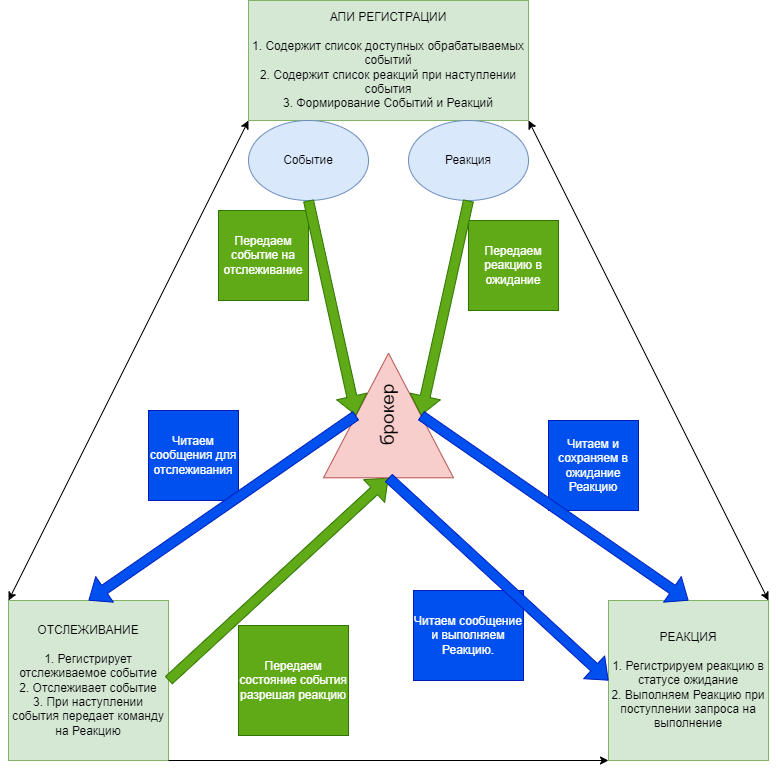 АПИ РЕГИСТРАЦИИ
1. Содержит список доступных обрабатываемых
событий
2. Содержит список реакций при наступлении
события
3. Формирование Событий и Реакций
Событие
Реакция
Передаем
событие на
отслеживание
Передаем
реакцию в
ожидание
брокер
Читаем
сообщения для
отслеживания
Читаем и
сохраняем в
ожидание
Реакцию
ОТСЛЕЖИВАНИЕ
1. Регистрирует
отслеживаемое событие
2. Отслеживает событие
3. При наступлении
события передает команду
на Реакцию
Передаем
состояние события
разрешая реакцию
Читаем сообщение
и выполняем
Реакцию.
РЕАКЦИЯ
1. Регистрируем реакцию в
статусе ожидание
2. Выполняем Реакцию при
поступлении запроса на
выполнение